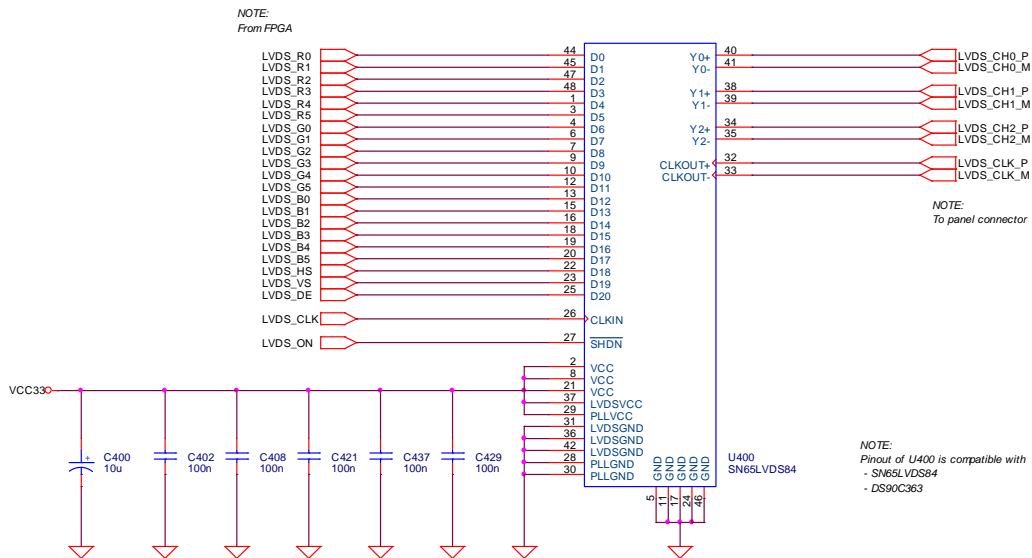 NOTE:
From FPGA
LVDS_R0 44 D0 Y0+ 40 LVDS_CH0_P
LVDS_R1 45 D1 Y0- 41 LVDS_CH0_M
LVDS_R2 47 D2
LVDS_R3 48 D3 Y1+ 38 LVDS_CH1_P
LVDS_R4 1 D4 Y1- 39 LVDS_CH1_M
LVDS_R5 3 D5
LVDS_G0 4 D6 Y2+ 34 LVDS_CH2_P
LVDS_G1 6 D7 Y2- 35 LVDS_CH2_M
LVDS_G2 7 D8
LVDS_G3 9 D9 CLKOUT+ 32 LVDS_CLK_P
LVDS_G4 10 D10 CLKOUT- 33 LVDS_CLK_M
LVDS_G5 12 D11
LVDS_B0 13 D12
LVDS_B1 15 D13
LVDS_B2 16 D14
LVDS_B3 18 D15
LVDS_B4 19 D16
LVDS_B5 20 D17
LVDS_HS 22 D18
LVDS_VS 23 D19
LVDS_DE 25 D20
NOTE:
To panel connector
LVDS_CLK 26 CLKIN
LVDS_ON 27 SHDN
2 VCC
8 VCC
VCC33 21 VCC
37 LVDSVCC
29 PLLVCC
31 LVDSGND
36 LVDSGND
42 LVDSGND
28 PLLGND
30 PLLGND
C400
10u
C402
100n
C408
100n
C421
100n
C437
100n
C429
100n
GND GND GND GND GND
5 11 17 24 46
U400
SN65LVDS84
NOTE:
Pinout of U400 is compatible with
- SN65LVDS84
- DS90C363